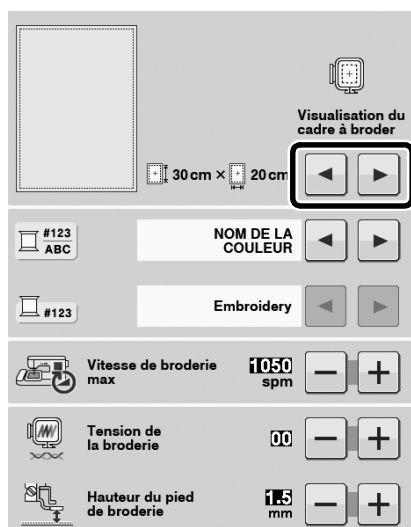 Visualisation du
cadre à broder
30 cm × 20 cm
#123
ABC
NOM DE LA
COULEUR
#123
Embroidery
Vitesse de broderie
max
1050
spm
Tension de
la broderie
00
Hauteur du pied
de broderie
1.5
mm